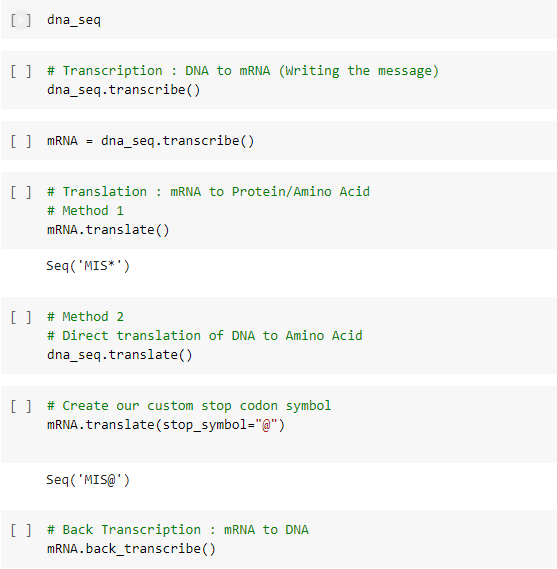 [ ] dna_seq
[ ] # Transcription : DNA to mRNA (Writing the message)
dna_seq.transcribe()
[ ] mRNA = dna_seq.transcribe()
[ ] # Translation : mRNA to Protein/Amino Acid
# Method 1
mRNA.translate()
Seq('MIS*')
[ ] # Method 2
# Direct translation of DNA to Amino Acid
dna_seq.translate()
[ ] # Create our custom stop codon symbol
mRNA.translate(stop_symbol="@")
Seq('MIS@')
[ ] # Back Transcription : mRNA to DNA
mRNA.back_transcribe()